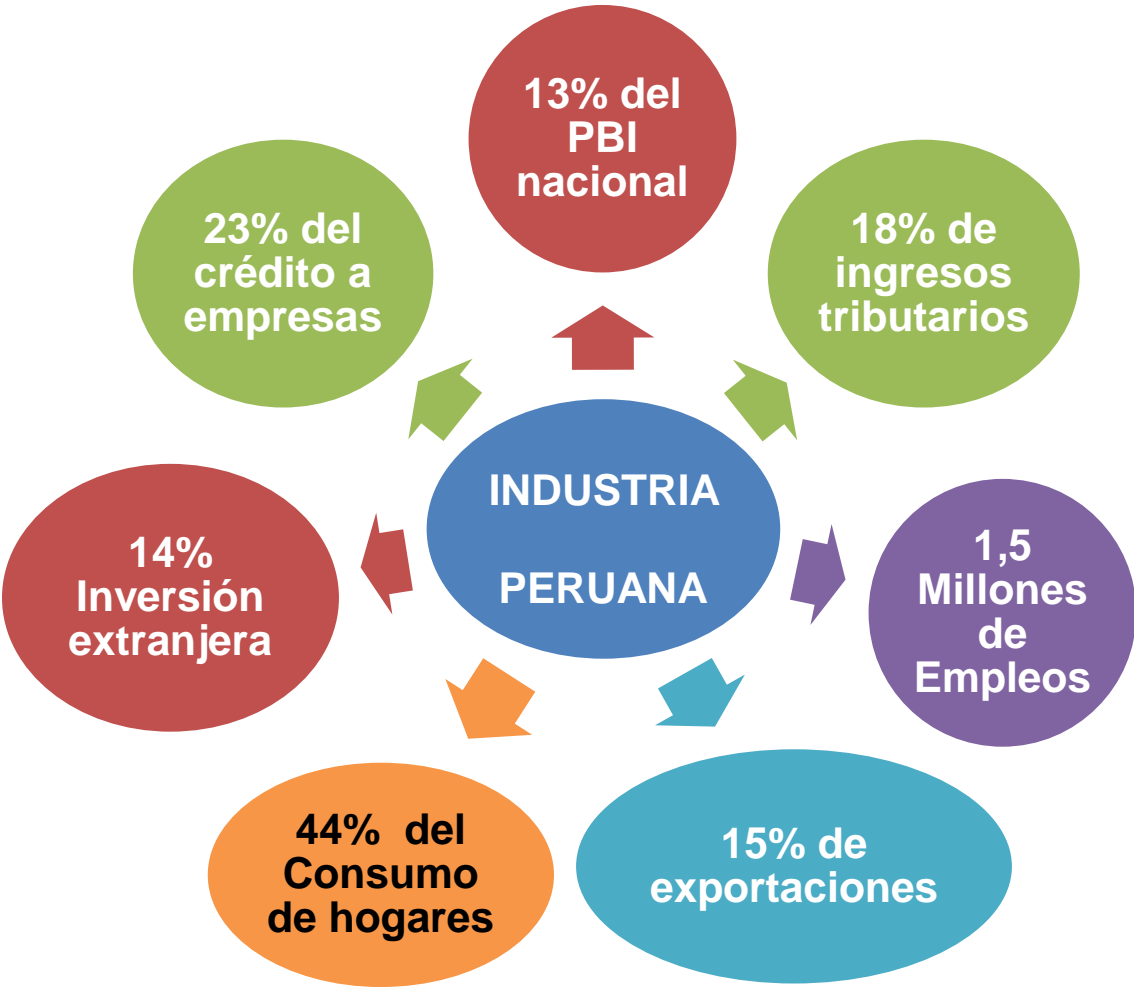 13% del
PBI
nacional
18% de
ingresos
tributarios
1,5
Millones
de
Empleos
15% de
exportaciones
44% del
Consumo
de hogares
14%
Inversión
extranjera
23% del
crédito a
empresas
INDUSTRIA
PERUANA